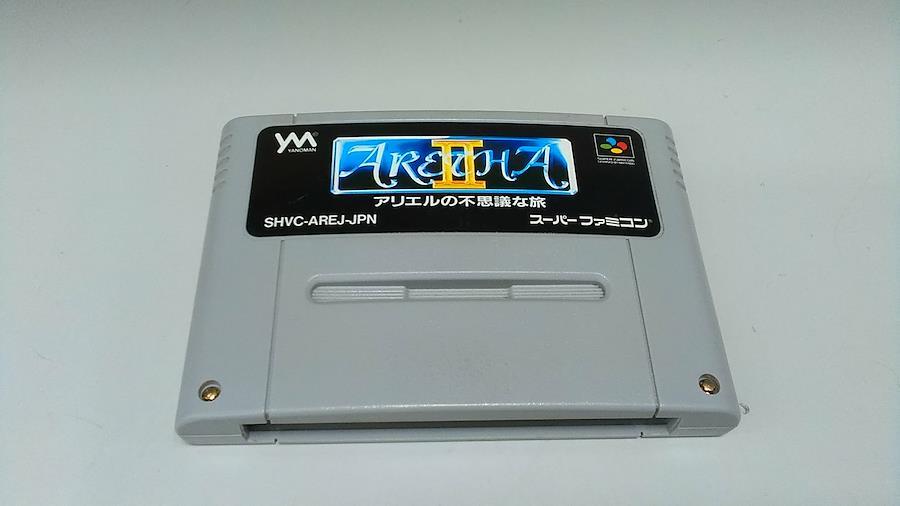 YM®
YANOMAN
ARETHA II
アリエルの不思議な旅
SHVC-AREJ-JPN
スーパーファミコン®